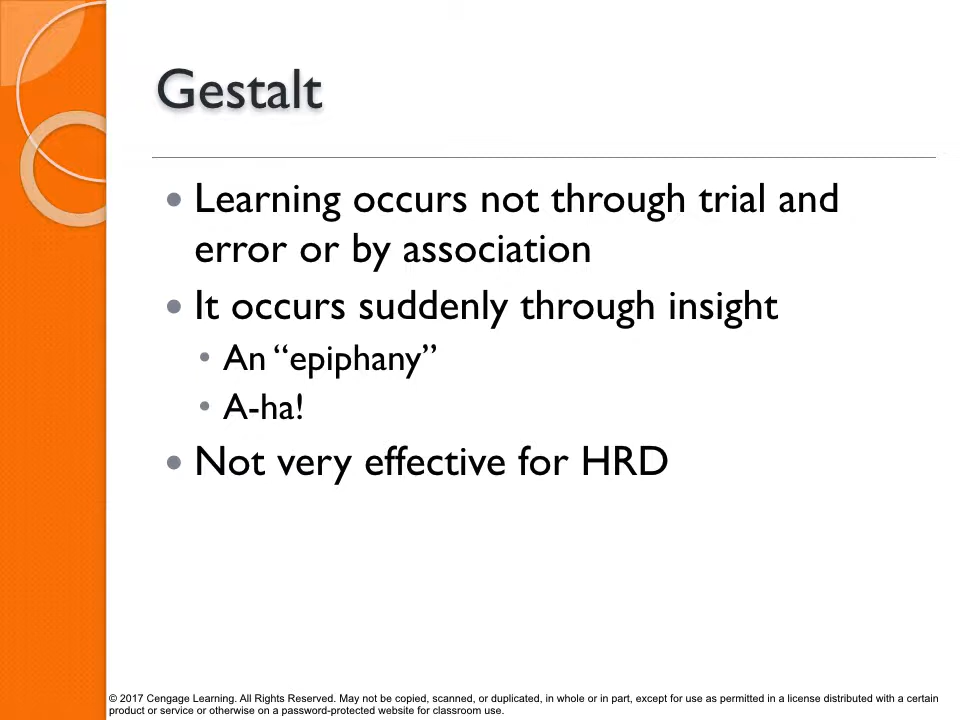 Gestalt
• Learning occurs not through trial and
error or by association
• It occurs suddenly through insight
• An “epiphany”
• A-ha!
• Not very effective for HRD
© 2017 Cengage Learning. All Rights Reserved. May not be copied, scanned, or duplicated, in whole or in part, except for use as permitted in a license distributed with a certain
product or service or otherwise on a password-protected website for classroom use.